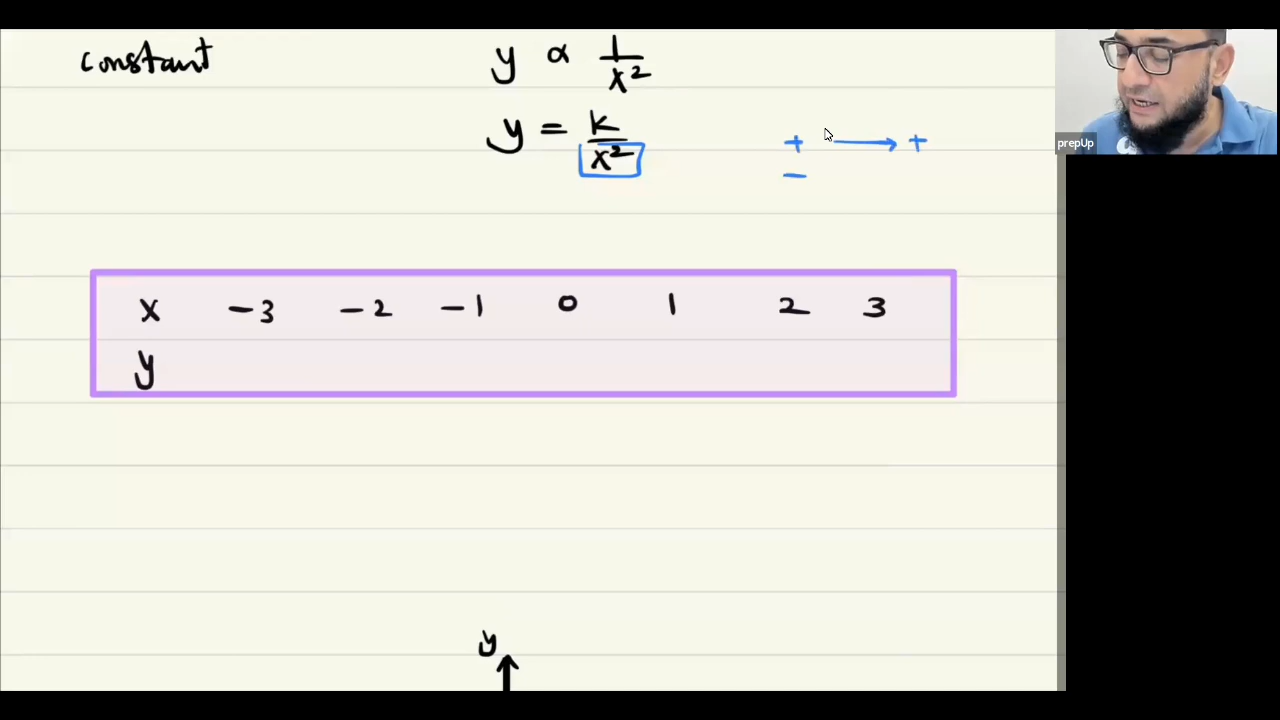 constant
y ∝ 1/x²
y = k/x²
+ → +
−
prepUp
x −3 −2 −1 0 1 2 3
y
y